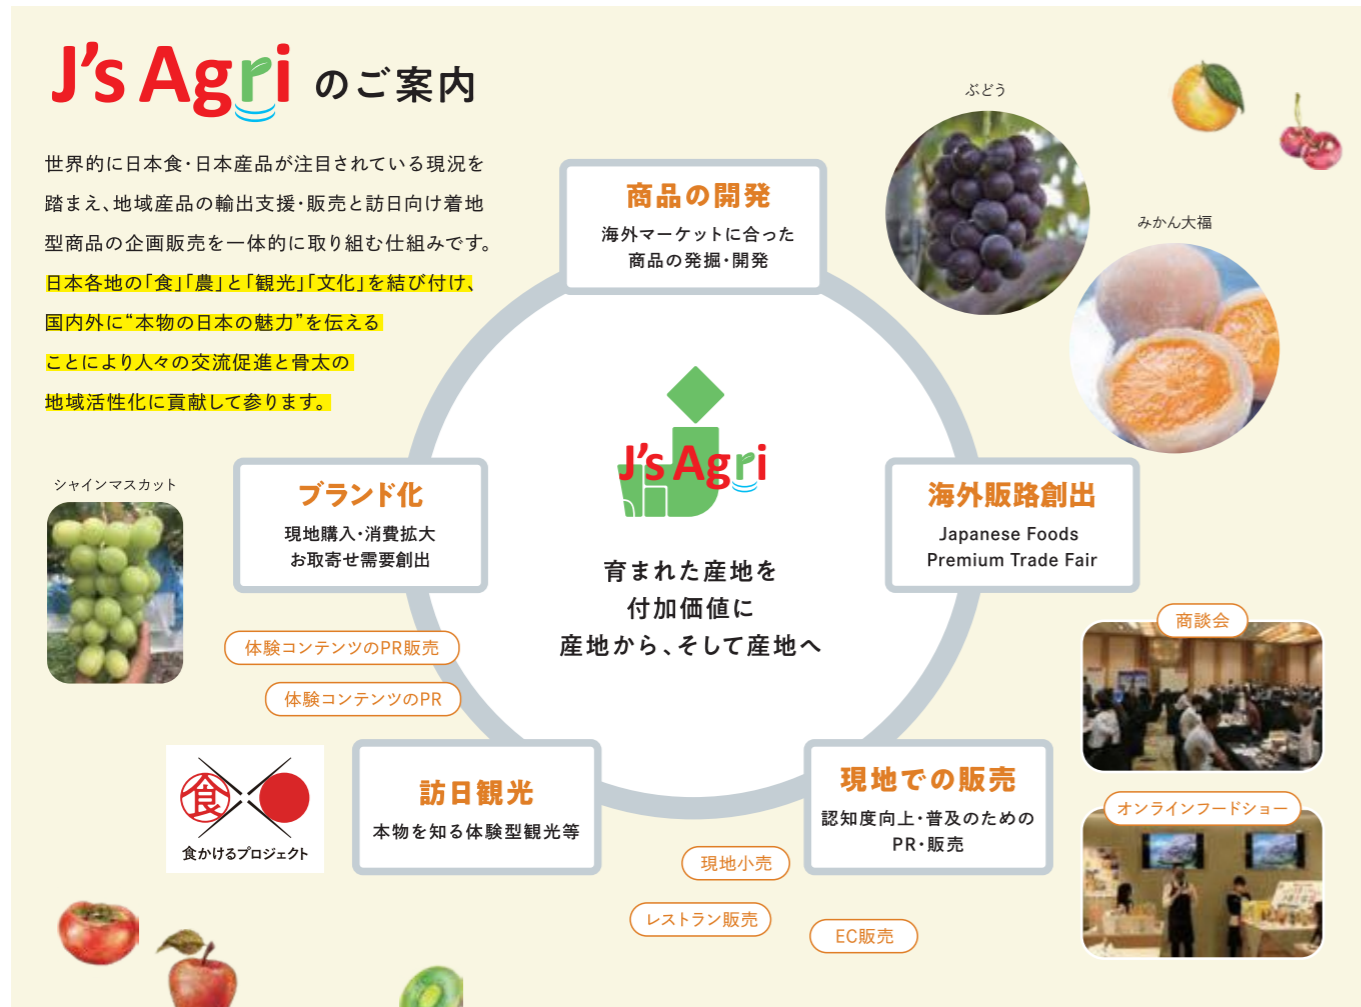 J's Agri のご案内
世界的に日本食・日本産品が注目されている現況を
踏まえ、地域産品の輸出支援・販売と訪日向け着地
型商品の企画販売を一体的に取り組む仕組みです。
日本各地の「食」「農」と「観光」「文化」を結び付け、
国内外に“本物の日本の魅力”を伝える
ことにより人々の交流促進と骨太の
地域活性化に貢献して参ります。
ぶどう
みかん大福
商品の開発
海外マーケットに合った
商品の発掘・開発
シャインマスカット
ブランド化
現地購入・消費拡大
お取寄せ需要創出
J's Agri
育まれた産地を
付加価値に
産地から、そして産地へ
海外販路創出
Japanese Foods
Premium Trade Fair
商談会
オンラインフードショー
体験コンテンツのPR販売
体験コンテンツのPR
食
食かけるプロジェクト
訪日観光
本物を知る体験型観光等
現地での販売
認知度向上・普及のための
PR・販売
現地小売
レストラン販売
EC販売